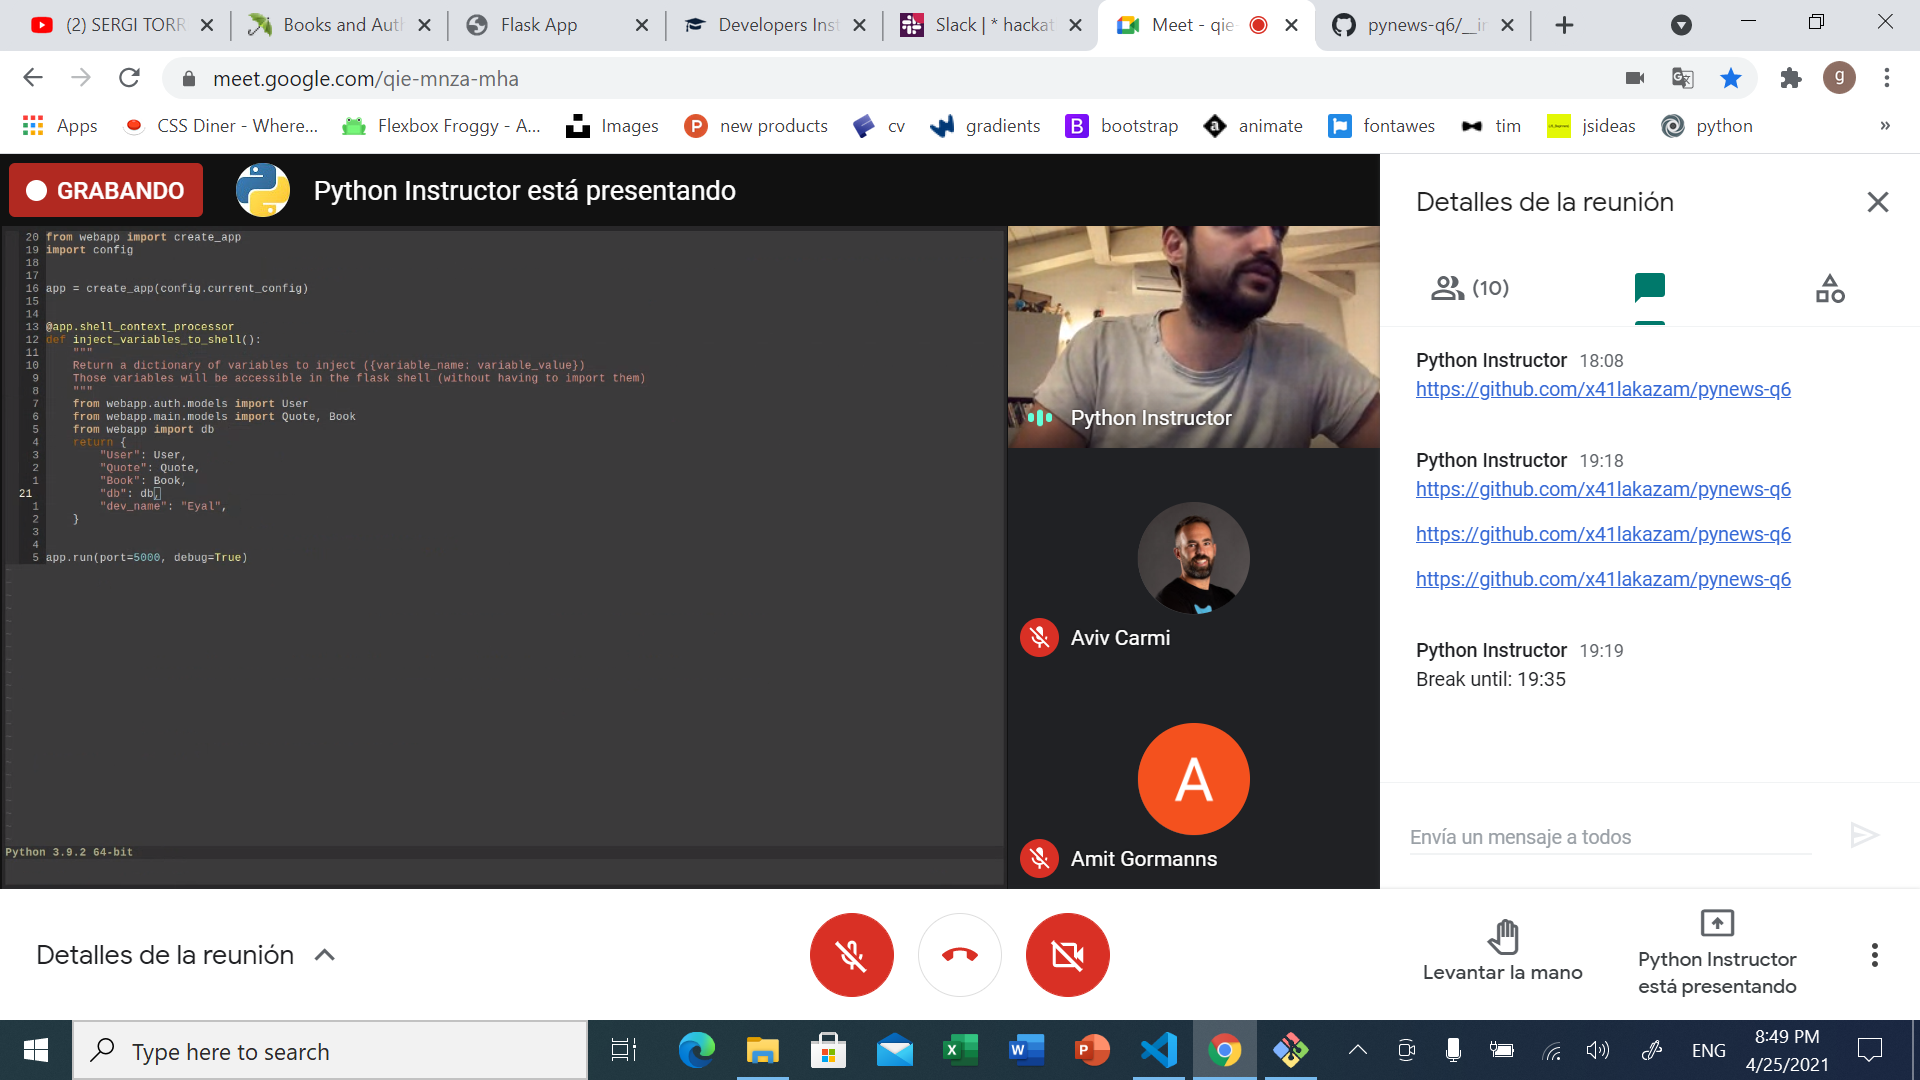 (2) SERGI TORR
Books and Auth
Flask App
Developers Inst
Slack | * hackat
Meet - qie-
pynews-q6/__in
meet.google.com/qie-mnza-mha
g
Apps
CSS Diner - Where...
Flexbox Froggy - A...
Images
new products
cv
gradients
bootstrap
animate
fontawes
tim
jsideas
python
»
GRABANDO
Python Instructor está presentando
20 from webapp import create_app
19 import config
18
17
16 app = create_app(config.current_config)
15
14
13 @app.shell_context_processor
12 def inject_variables_to_shell():
11 """
10 Return a dictionary of variables to inject ({variable_name: variable_value})
9 Those variables will be accessible in the flask shell (without having to import them)
8 """
7 from webapp.auth.models import User
6 from webapp.main.models import Quote, Book
5 from webapp import db
4 return {
3 "User": User,
2 "Quote": Quote,
1 "Book": Book,
21 "db": db,
1 "dev_name": "Eyal",
2 }
3
4
5 app.run(port=5000, debug=True)
Python 3.9.2 64-bit
Python Instructor
Aviv Carmi
A
Amit Gormanns
Detalles de la reunión
(10)
Python Instructor 18:08
https://github.com/x41lakazam/pynews-q6
Python Instructor 19:18
https://github.com/x41lakazam/pynews-q6
https://github.com/x41lakazam/pynews-q6
https://github.com/x41lakazam/pynews-q6
Python Instructor 19:19
Break until: 19:35
Envía un mensaje a todos
Detalles de la reunión
Levantar la mano
Python Instructor
está presentando
Type here to search
ENG
8:49 PM
4/25/2021